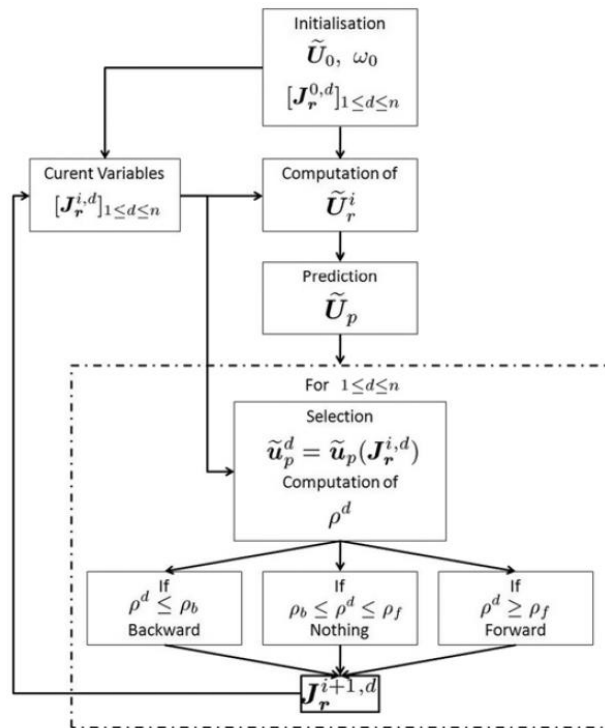 Initialisation
Ũ₀, ω₀
[J_r^{0,d}]_{1≤d≤n}
Curent Variables
[J_r^{i,d}]_{1≤d≤n}
Computation of
Ũ_r^i
Prediction
Ũ_p
For 1≤d≤n
Selection
ũ_p^d = ũ_p(J_r^{i,d})
Computation of
ρ^d
If
ρ^d ≤ ρ_b
Backward
If
ρ_b ≤ ρ^d ≤ ρ_f
Nothing
If
ρ^d ≥ ρ_f
Forward
J_r^{i+1,d}